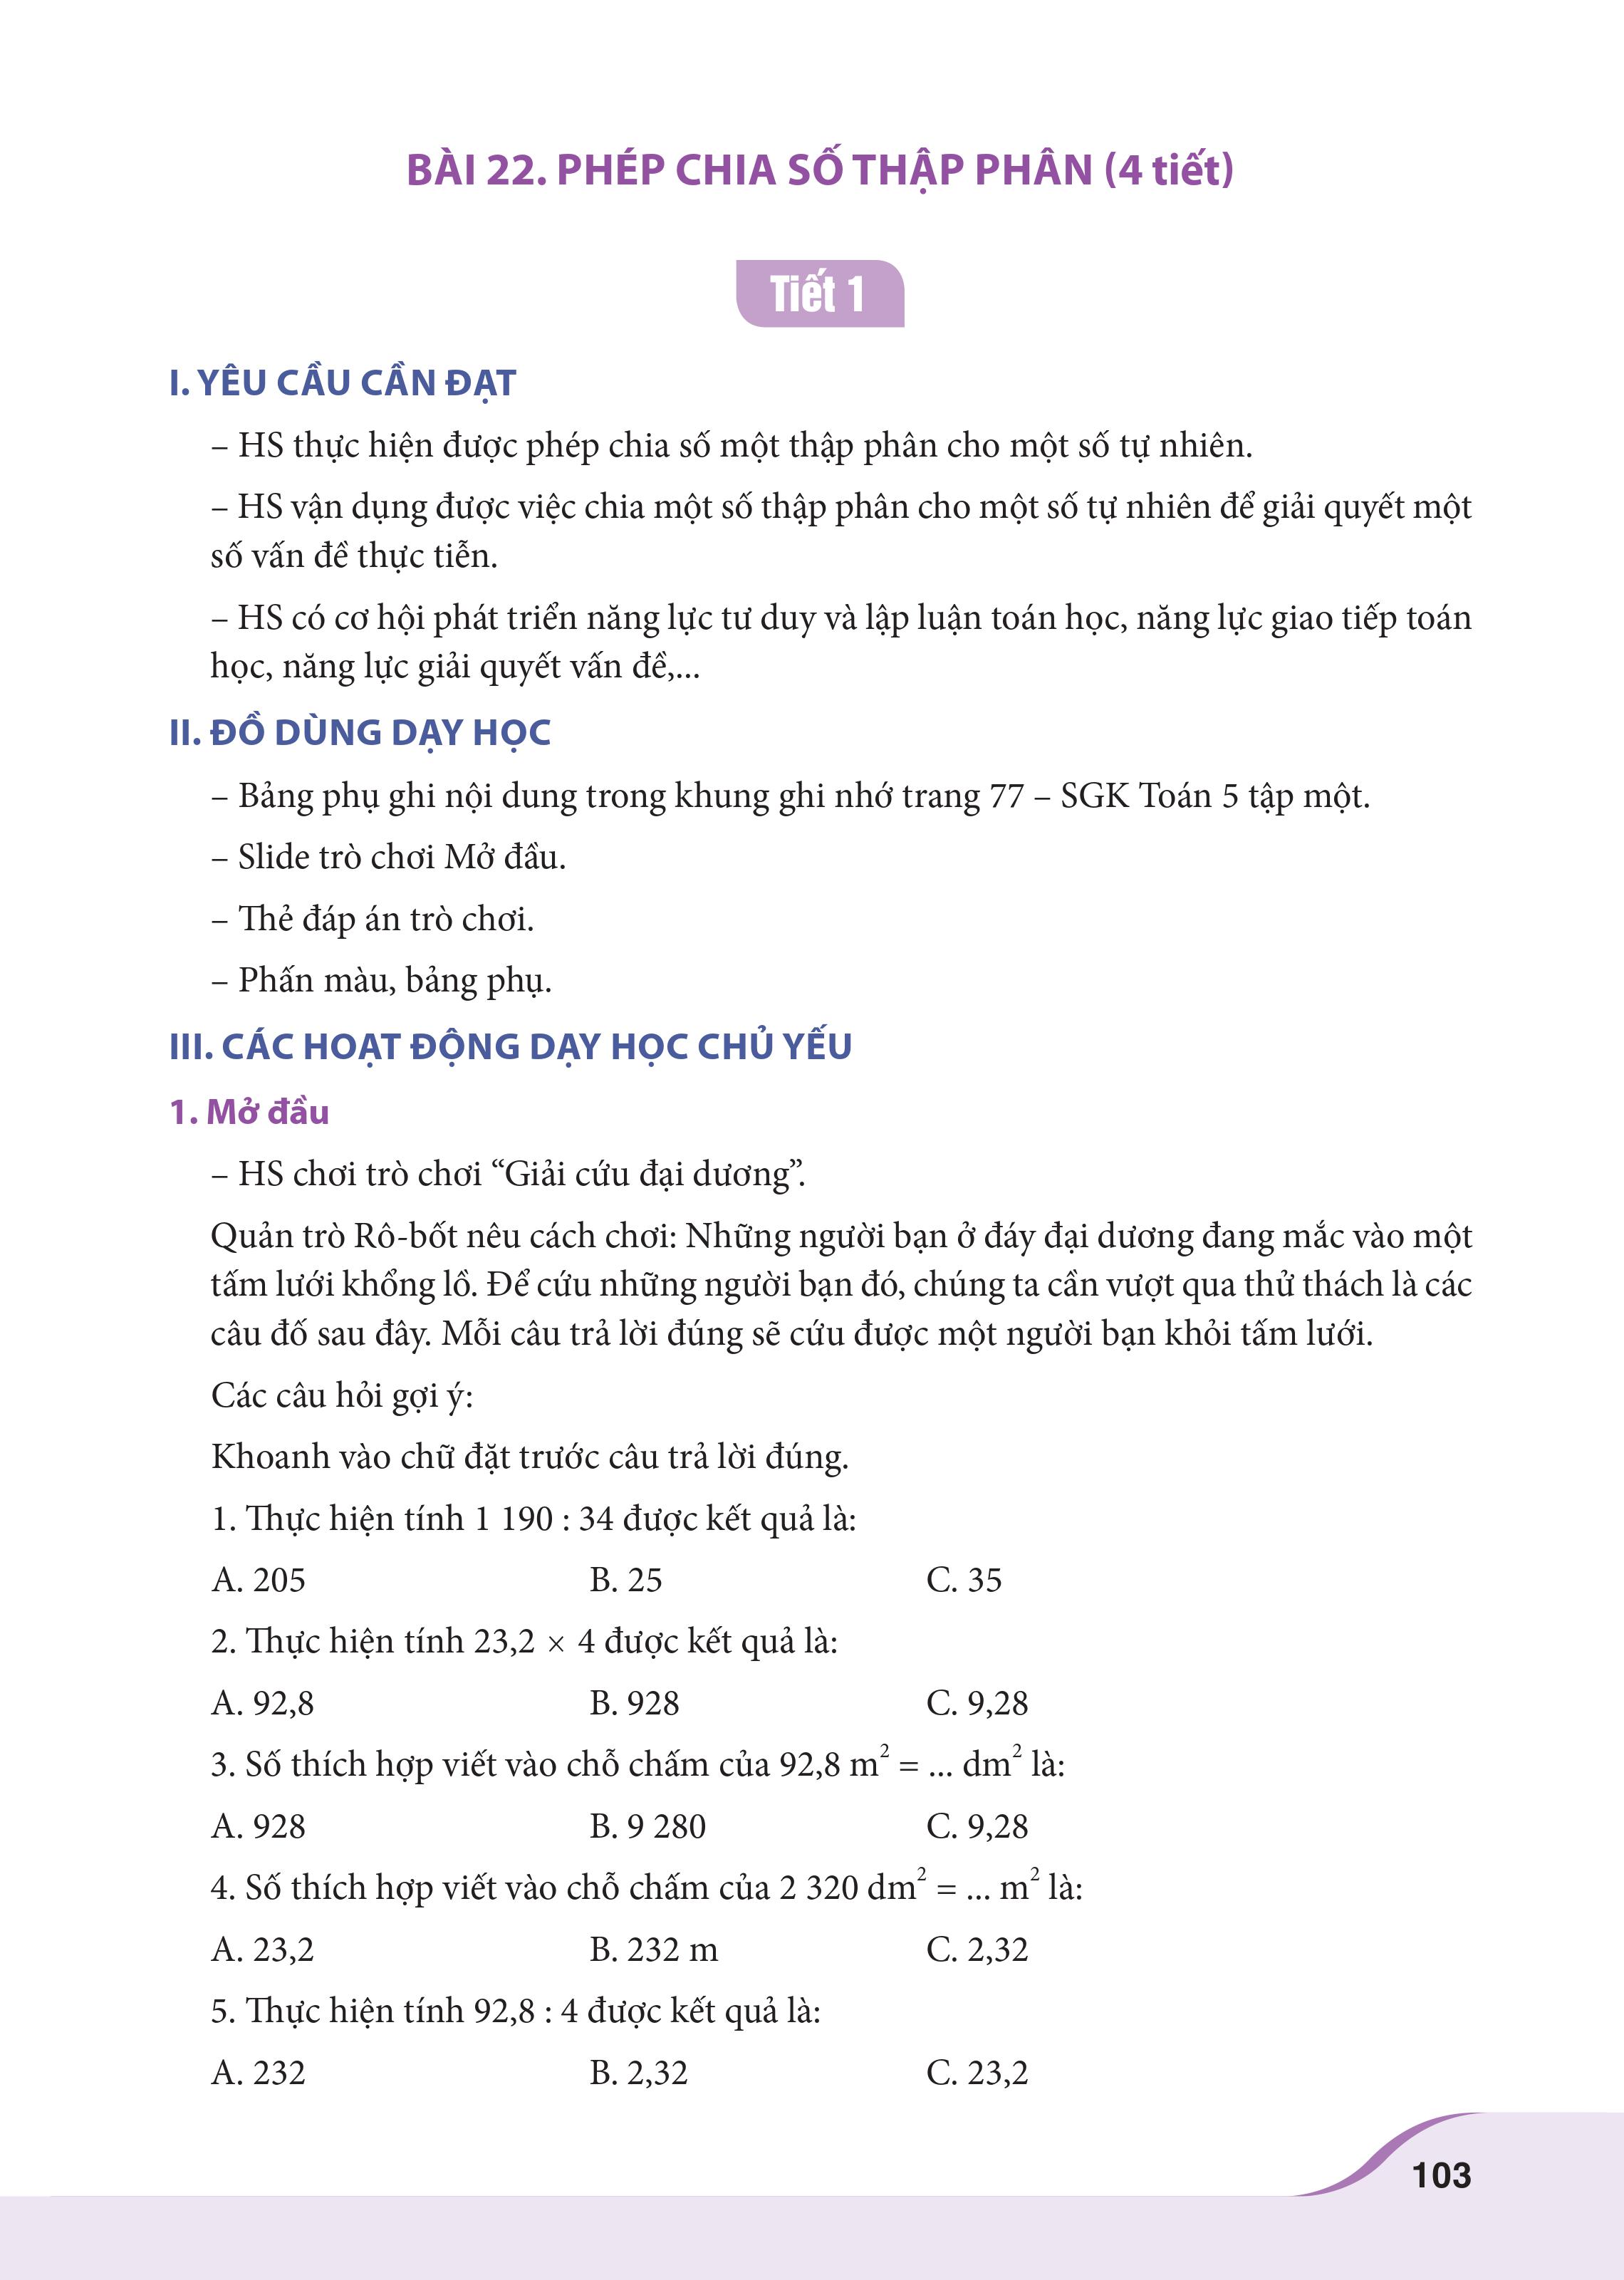 BÀI 22. PHÉP CHIA SỐ THẬP PHÂN (4 tiết)
Tiết 1
I. YÊU CẦU CẦN ĐẠT
– HS thực hiện được phép chia số một thập phân cho một số tự nhiên.
– HS vận dụng được việc chia một số thập phân cho một số tự nhiên để giải quyết một
số vấn đề thực tiễn.
– HS có cơ hội phát triển năng lực tư duy và lập luận toán học, năng lực giao tiếp toán
học, năng lực giải quyết vấn đề,...
II. ĐỒ DÙNG DẠY HỌC
– Bảng phụ ghi nội dung trong khung ghi nhớ trang 77 – SGK Toán 5 tập một.
– Slide trò chơi Mở đầu.
– Thẻ đáp án trò chơi.
– Phấn màu, bảng phụ.
III. CÁC HOẠT ĐỘNG DẠY HỌC CHỦ YẾU
1. Mở đầu
– HS chơi trò chơi “Giải cứu đại dương”.
Quản trò Rô-bốt nêu cách chơi: Những người bạn ở đáy đại dương đang mắc vào một
tấm lưới khổng lồ. Để cứu những người bạn đó, chúng ta cần vượt qua thử thách là các
câu đố sau đây. Mỗi câu trả lời đúng sẽ cứu được một người bạn khỏi tấm lưới.
Các câu hỏi gợi ý:
Khoanh vào chữ đặt trước câu trả lời đúng.
1. Thực hiện tính 1 190 : 34 được kết quả là:
A. 205 B. 25 C. 35
2. Thực hiện tính 23,2 × 4 được kết quả là:
A. 92,8 B. 928 C. 9,28
3. Số thích hợp viết vào chỗ chấm của 92,8 m² = ... dm² là:
A. 928 B. 9 280 C. 9,28
4. Số thích hợp viết vào chỗ chấm của 2 320 dm² = ... m² là:
A. 23,2 B. 232 m C. 2,32
5. Thực hiện tính 92,8 : 4 được kết quả là:
A. 232 B. 2,32 C. 23,2
103